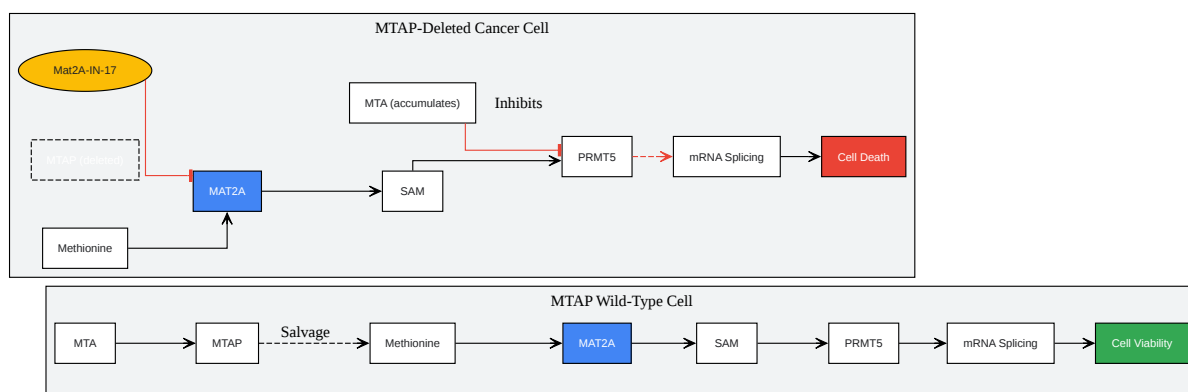 MTAP-Deleted Cancer Cell
Mat2A-IN-17
MTA (accumulates)
Inhibits
MTAP (deleted)
PRMT5
mRNA Splicing
Cell Death
MAT2A
SAM
Methionine
MTAP Wild-Type Cell
MTA
MTAP
Salvage
Methionine
MAT2A
SAM
PRMT5
mRNA Splicing
Cell Viability